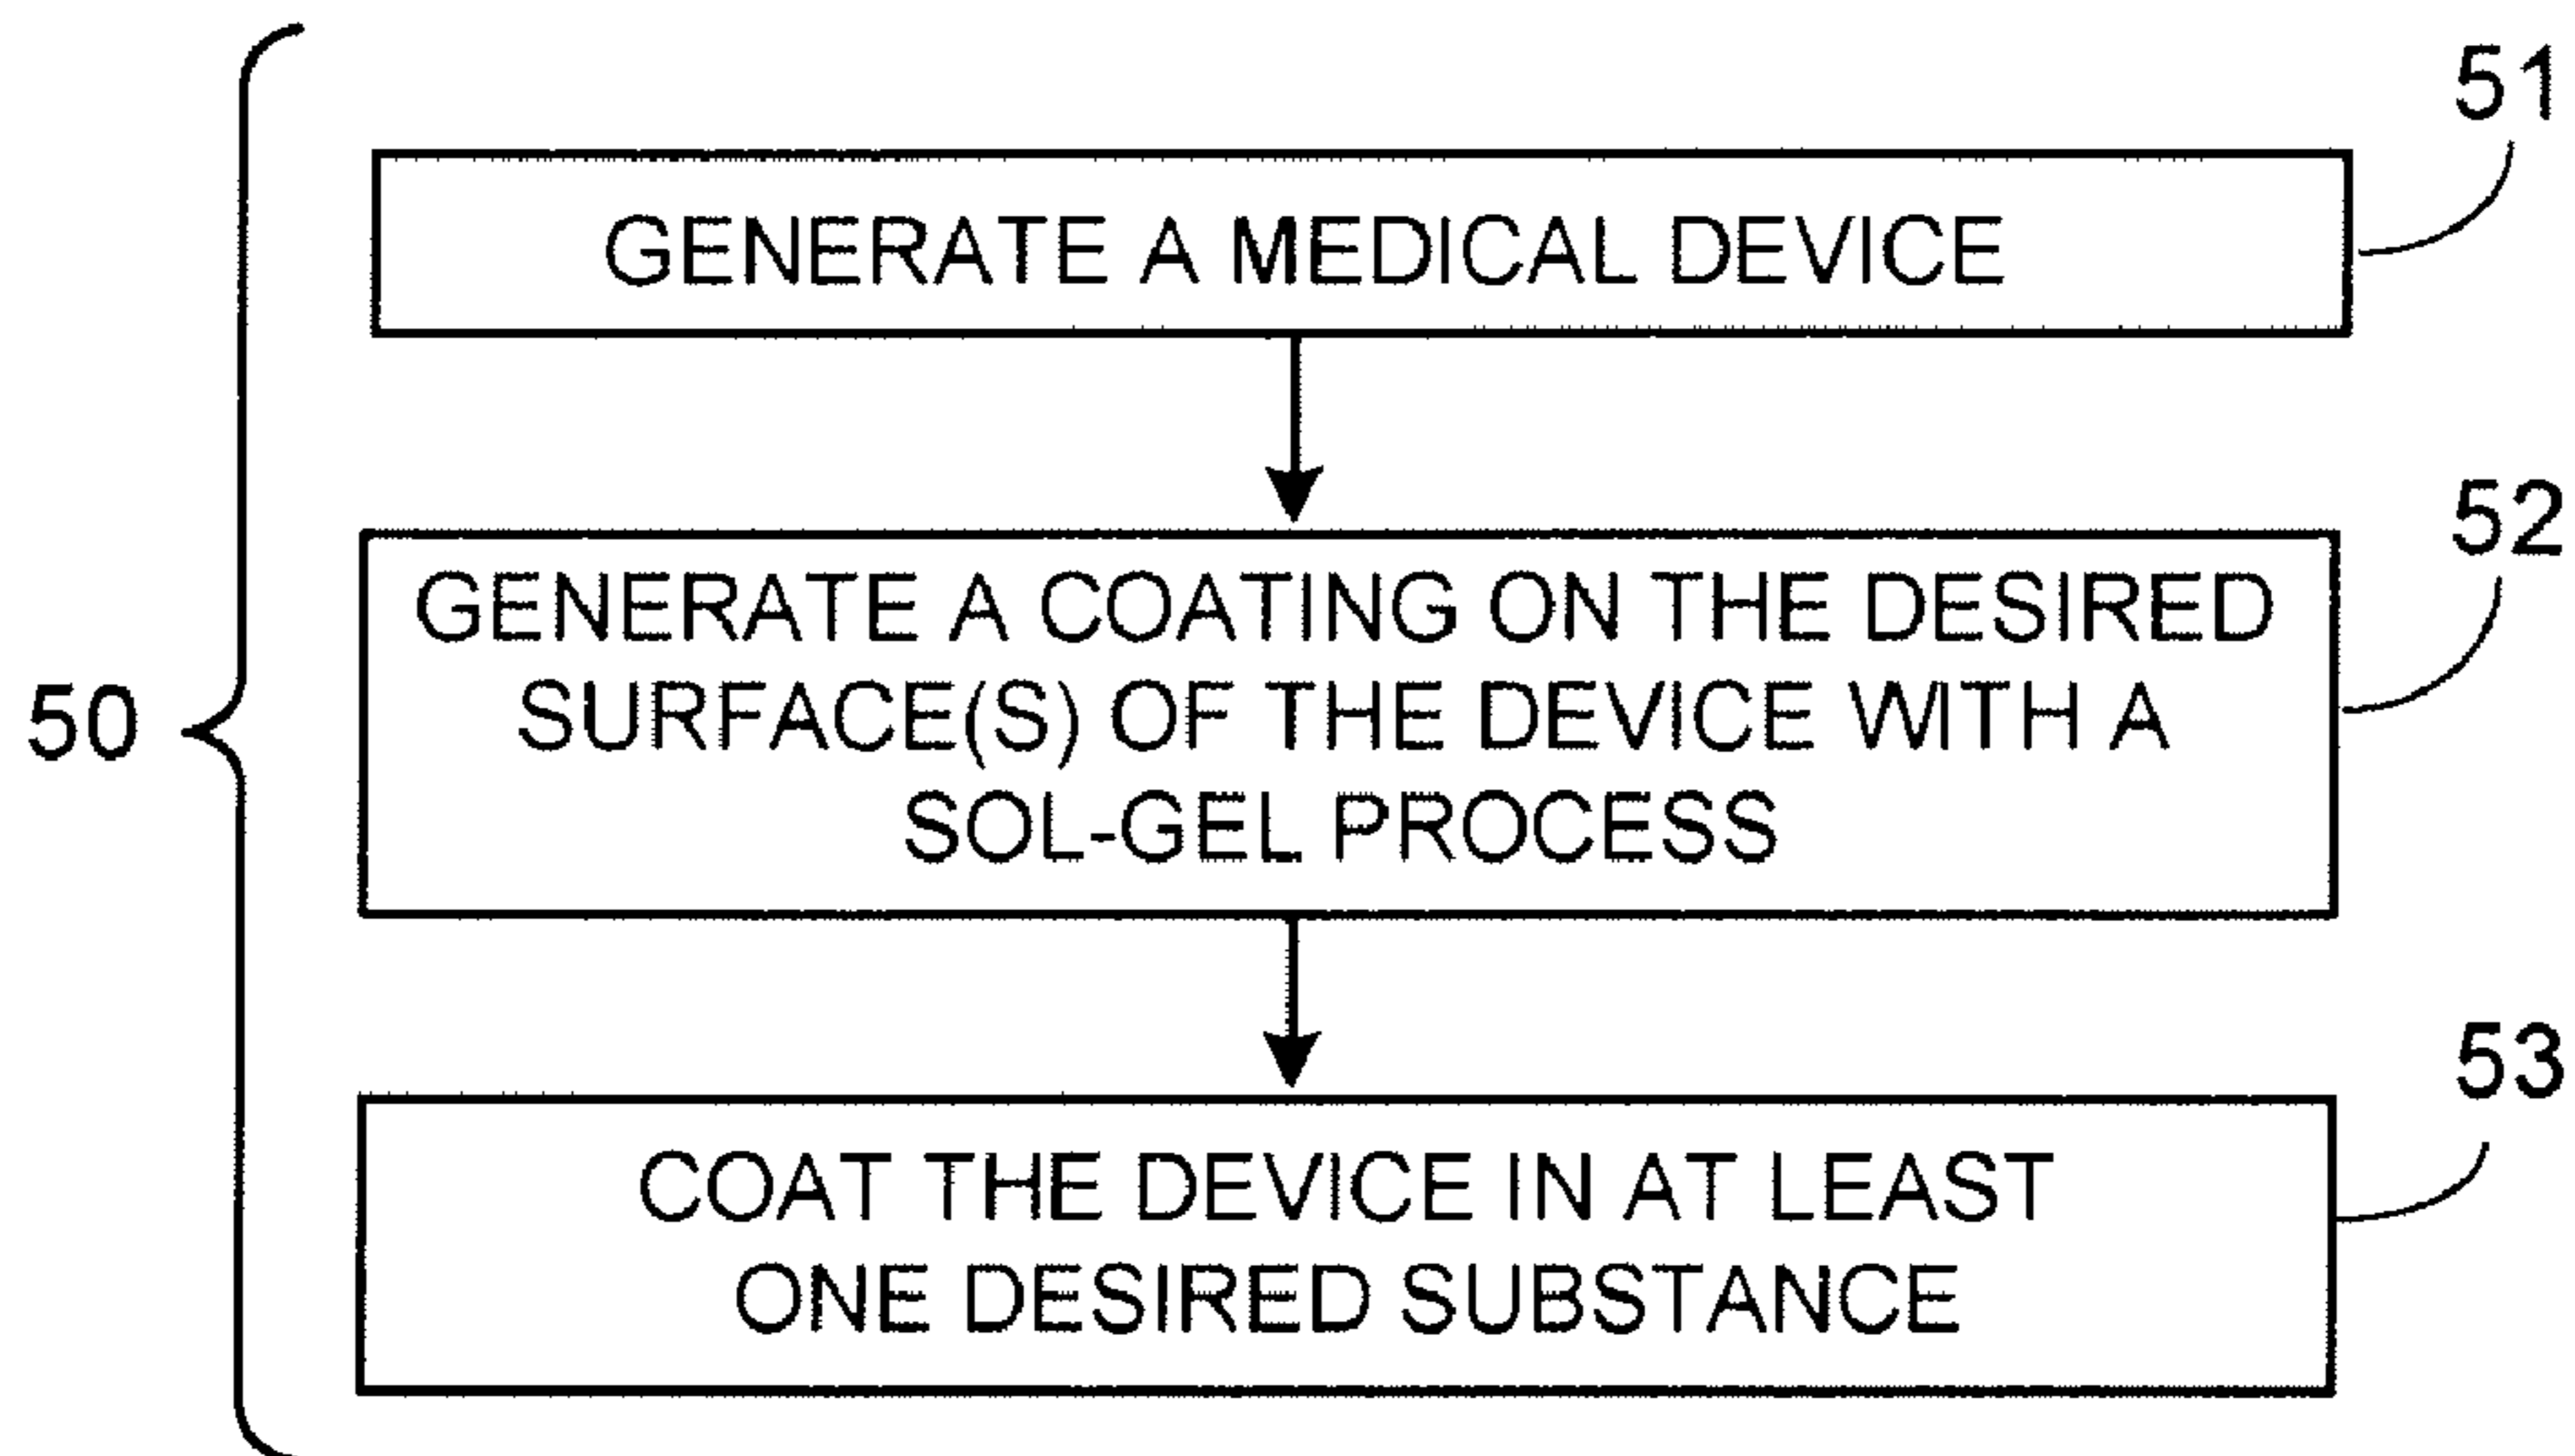 51
GENERATE A MEDICAL DEVICE
52
GENERATE A COATING ON THE DESIRED
SURFACE(S) OF THE DEVICE WITH A
SOL-GEL PROCESS
50
53
COAT THE DEVICE IN AT LEAST
ONE DESIRED SUBSTANCE